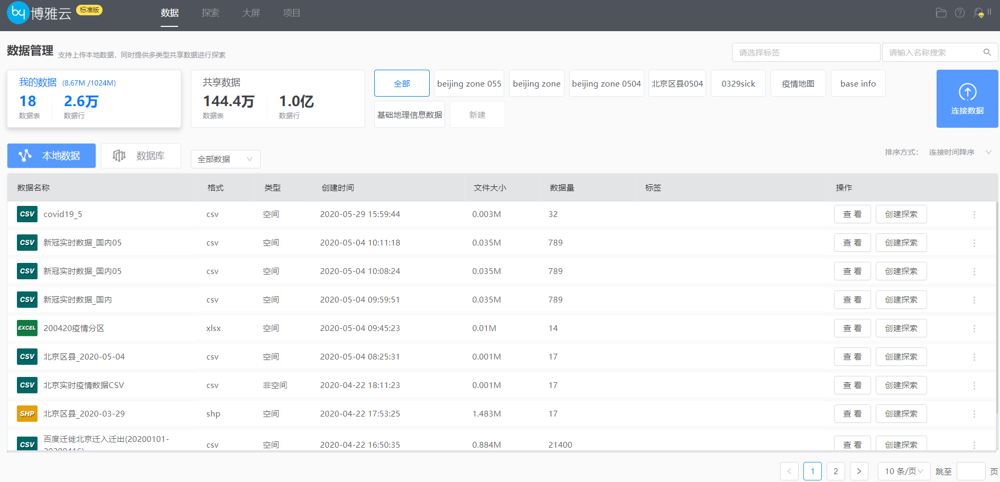 by 博雅云 标准版 数据 探索 大屏 项目
数据管理 支持上传本地数据，同时提供多类型共享数据进行探索 请选择标签 请输入名称搜索
我的数据 (8.67M /1024M)
18 2.6万
数据表 数据行
共享数据
144.4万 1.0亿
数据表 数据行
全部 beijing zone 055 beijing zone beijing zone 0504 北京区县0504 0329sick 疫情地图 base info
基础地理信息数据 新建
连接数据
本地数据 数据库 全部数据 排序方式： 连接时间降序
数据名称 格式 类型 创建时间 文件大小 数据量 标签 操作
CSV covid19_5 csv 空间 2020-05-29 15:59:44 0.003M 32 查 看 创建探索
CSV 新冠实时数据_国内05 csv 空间 2020-05-04 10:11:18 0.035M 789 查 看 创建探索
CSV 新冠实时数据_国内05 csv 空间 2020-05-04 10:08:24 0.035M 789 查 看 创建探索
CSV 新冠实时数据_国内 csv 空间 2020-05-04 09:59:51 0.035M 789 查 看 创建探索
EXCEL 200420疫情分区 xlsx 空间 2020-05-04 09:45:23 0.01M 14 查 看 创建探索
CSV 北京区县_2020-05-04 csv 空间 2020-05-04 08:25:31 0.001M 17 查 看 创建探索
CSV 北京实时疫情数据CSV csv 非空间 2020-04-22 18:11:23 0.001M 17 查 看 创建探索
SHP 北京区县_2020-03-29 shp 空间 2020-04-22 17:53:25 1.483M 17 查 看 创建探索
CSV 百度迁徙北京迁入迁出(20200101-
20200416) csv 空间 2020-04-22 16:50:35 0.884M 21400 查 看 创建探索
< 1 2 > 10 条/页 跳至 页